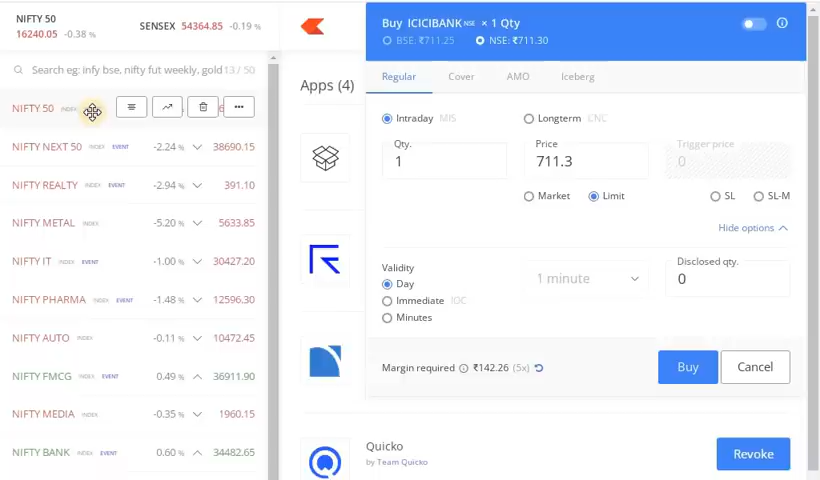 NIFTY 50
16240.05 -0.38 %
SENSEX 54364.85 -0.19 %
Search eg: infy bse, nifty fut weekly, gold 13 / 50
NIFTY 50 INDEX
NIFTY NEXT 50 INDEX EVENT -2.24 % 38690.15
NIFTY REALTY INDEX EVENT -2.94 % 391.10
NIFTY METAL INDEX -5.20 % 5633.85
NIFTY IT EVENT -1.00 % 30427.20
NIFTY PHARMA INDEX EVENT -1.48 % 12596.30
NIFTY AUTO INDEX -0.11 % 10472.45
NIFTY FMCG EVENT 0.49 % 36911.90
NIFTY MEDIA INDEX -0.35 % 1960.15
NIFTY BANK EVENT 0.60 % 34482.65
Apps (4)
Buy ICICIBANK NSE × 1 Qty
BSE: ₹711.25 NSE: ₹711.30
Regular Cover AMO Iceberg
Intraday MIS Longterm CNC
Qty. Price Trigger price
1 711.3 0
Market Limit SL SL-M
Hide options
Validity Disclosed qty.
Day 1 minute 0
Immediate IOC
Minutes
Margin required ₹142.26 (5x) Buy Cancel
Quicko
by Team Quicko
Revoke